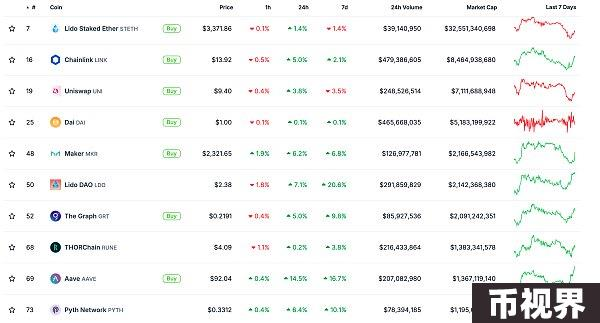 # Coin Price 1h 24h 7d 24h Volume Market Cap Last 7 Days
7 Lido Staked Ether STETH Buy $3,371.86 0.1% 1.4% 1.4% $39,140,950 $32,551,340,698
16 Chainlink LINK Buy $13.92 0.5% 5.0% 2.1% $479,386,605 $8,464,938,680
19 Uniswap UNI Buy $9.40 0.4% 3.8% 3.5% $248,526,514 $7,111,688,948
25 Dai DAI Buy $1.00 0.1% 0.1% 0.1% $465,668,035 $5,183,199,922
48 Maker MKR Buy $2,321.65 1.9% 6.2% 6.8% $126,977,781 $2,166,543,982
50 Lido DAO LDO $2.38 1.8% 7.1% 20.6% $291,859,829 $2,142,368,380
52 The Graph GRT Buy $0.2191 0.4% 5.0% 9.8% $85,927,536 $2,091,242,351
68 THORChain RUNE $4.09 1.1% 0.2% 3.8% $216,433,864 $1,383,341,578
69 Aave AAVE Buy $92.04 0.4% 14.5% 16.7% $207,082,980 $1,367,119,140
73 Pyth Network PYTH $0.3312 0.4% 6.4% 10.1% $78,394,185 $1,195,
币视界